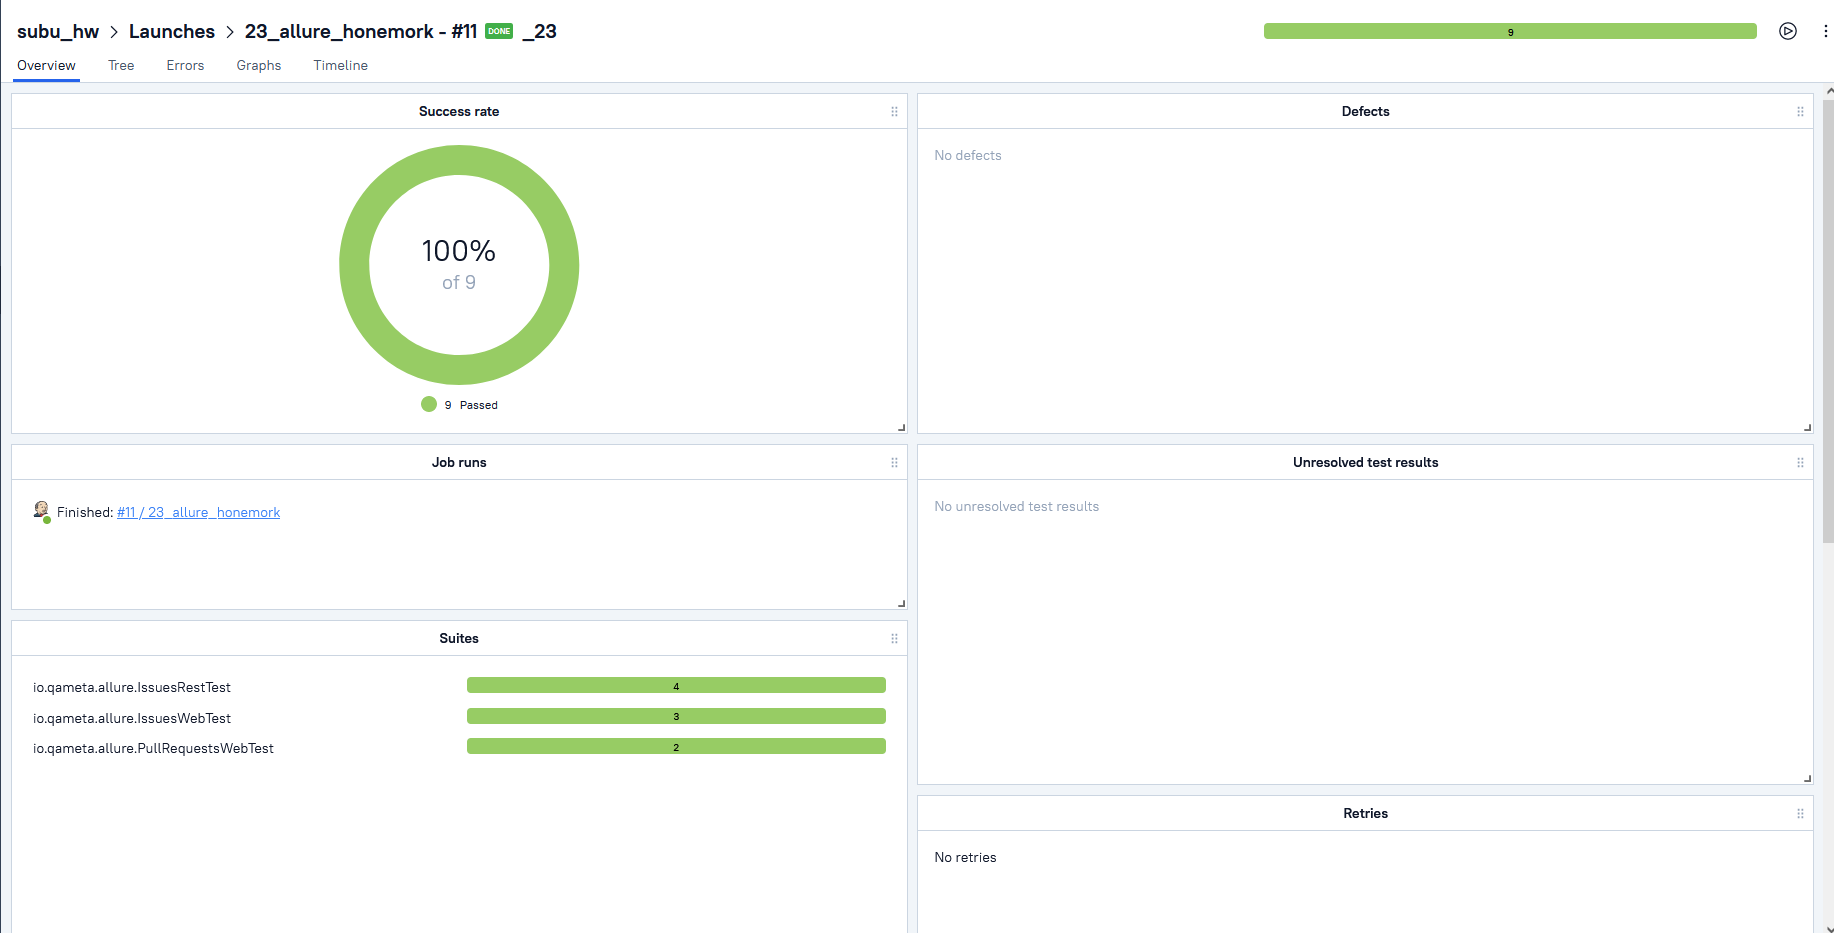 subu_hw > Launches > 23_allure_honemork - #11 DONE _23
9
Overview Tree Errors Graphs Timeline
Success rate
100%
of 9
9 Passed
Defects
No defects
Job runs
Finished: #11 / 23_allure_honemork
Unresolved test results
No unresolved test results
Suites
io.qameta.allure.IssuesRestTest 4
io.qameta.allure.IssuesWebTest 3
io.qameta.allure.PullRequestsWebTest 2
Retries
No retries